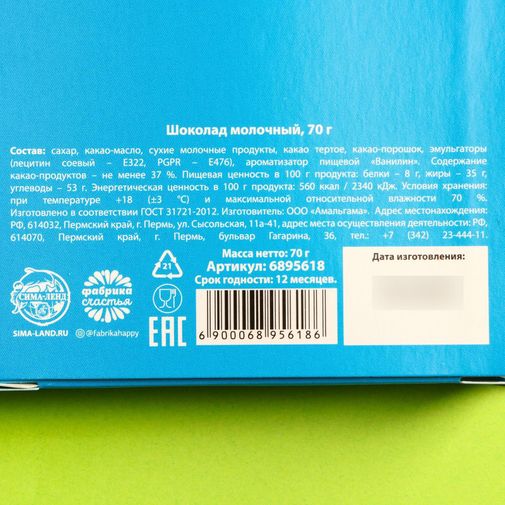 Шоколад молочный, 70 г
Состав: сахар, какао-масло, сухие молочные продукты, какао тертое, какао-порошок, эмульгаторы
(лецитин соевый – E322, PGPR – E476), ароматизатор пищевой «Ванилин». Содержание
какао-продуктов – не менее 37 %. Пищевая ценность в 100 г продукта: белки – 8 г, жиры – 35 г,
углеводы – 53 г. Энергетическая ценность в 100 г продукта: 560 ккал / 2340 кДж. Условия хранения:
при температуре +18 (±3 °С) и максимальной относительной влажности 70 %.
Изготовлено в соответствии ГОСТ 31721-2012. Изготовитель: ООО «Амальгама». Адрес местонахождения:
РФ, 614032, Пермский край, г. Пермь, ул. Сысольская, 11а-41, адрес места осуществления деятельности: РФ,
614070, Пермский край, г. Пермь, бульвар Гагарина, 36, тел.: +7 (342) 23-444-11.
Масса нетто: 70 г
Артикул: 6895618
Срок годности: 12 месяцев.
Дата изготовления:
СИМА-ЛЕНД
SIMA-LAND.RU
фабрика
счастья
@fabrikahappy
21
EAC
6 900068 956186